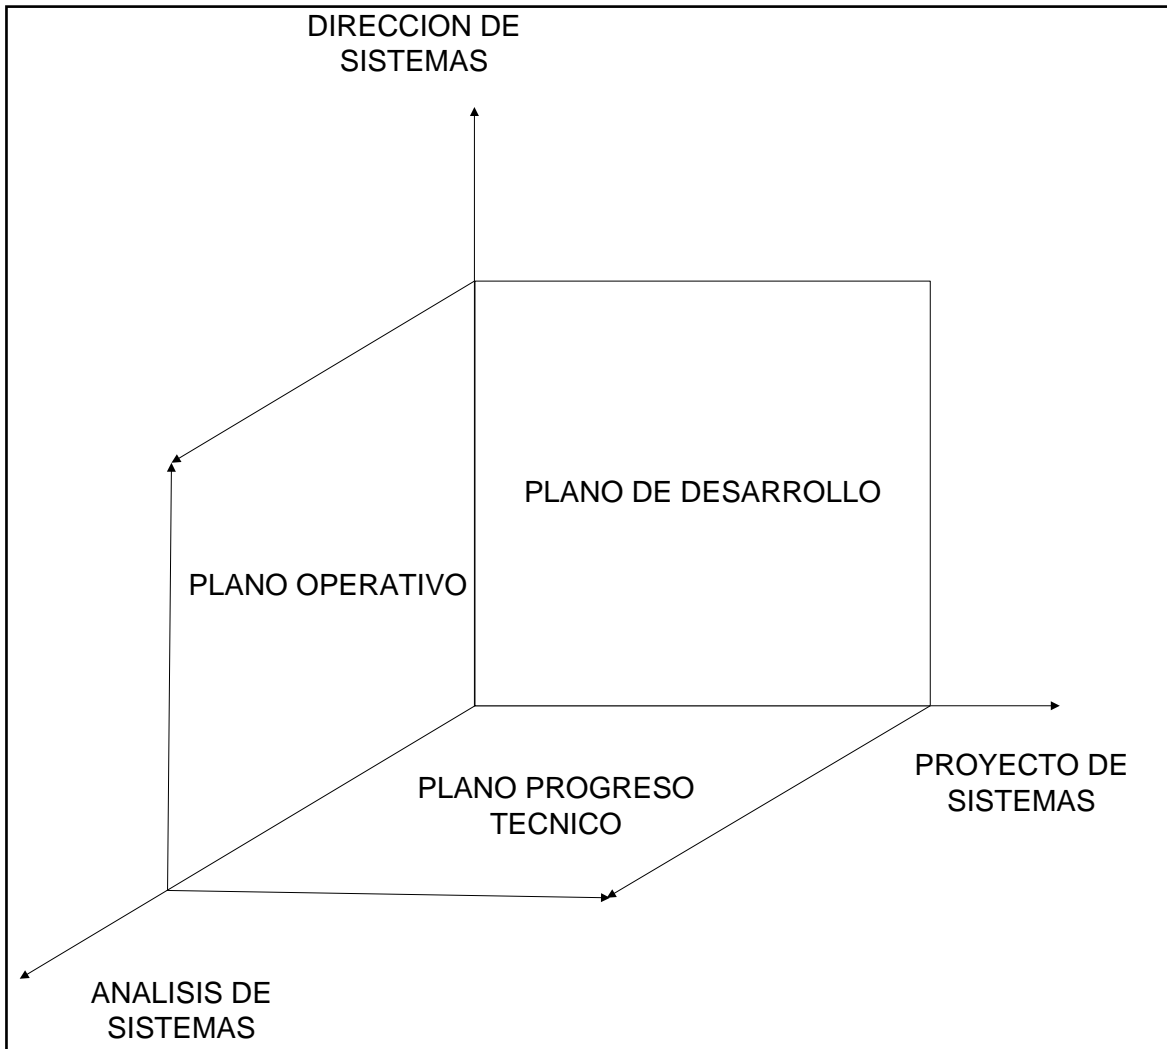 DIRECCION DE
SISTEMAS
PLANO DE DESARROLLO
PLANO OPERATIVO
PLANO PROGRESO
TECNICO
PROYECTO DE
SISTEMAS
ANALISIS DE
SISTEMAS